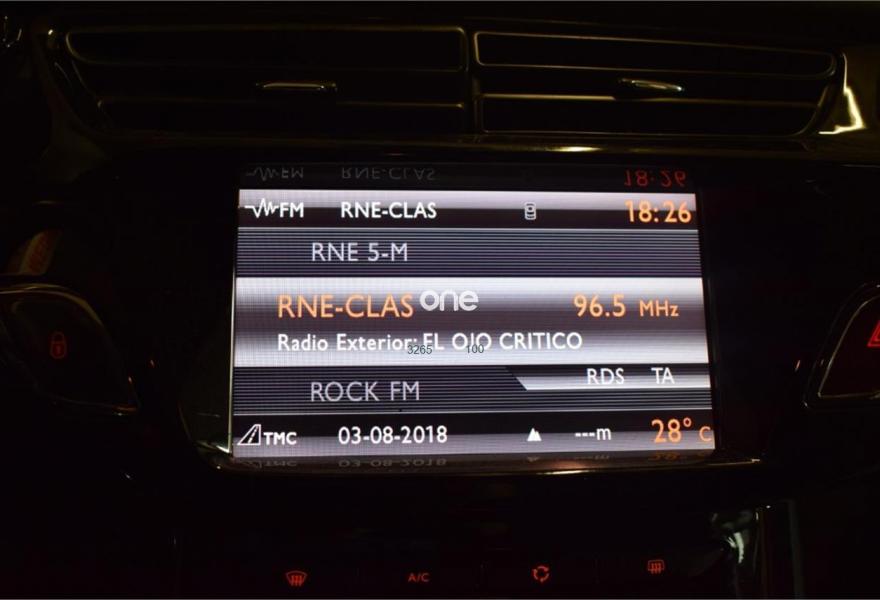 FM RNE-CLAS 18:26
RNE 5-M
RNE-CLAS one 96.5 MHz
Radio Exterior: EL OJO CRITICO
3265 100
RDS TA
ROCK FM
TMC 03-08-2018 ---m 28° C
A/C